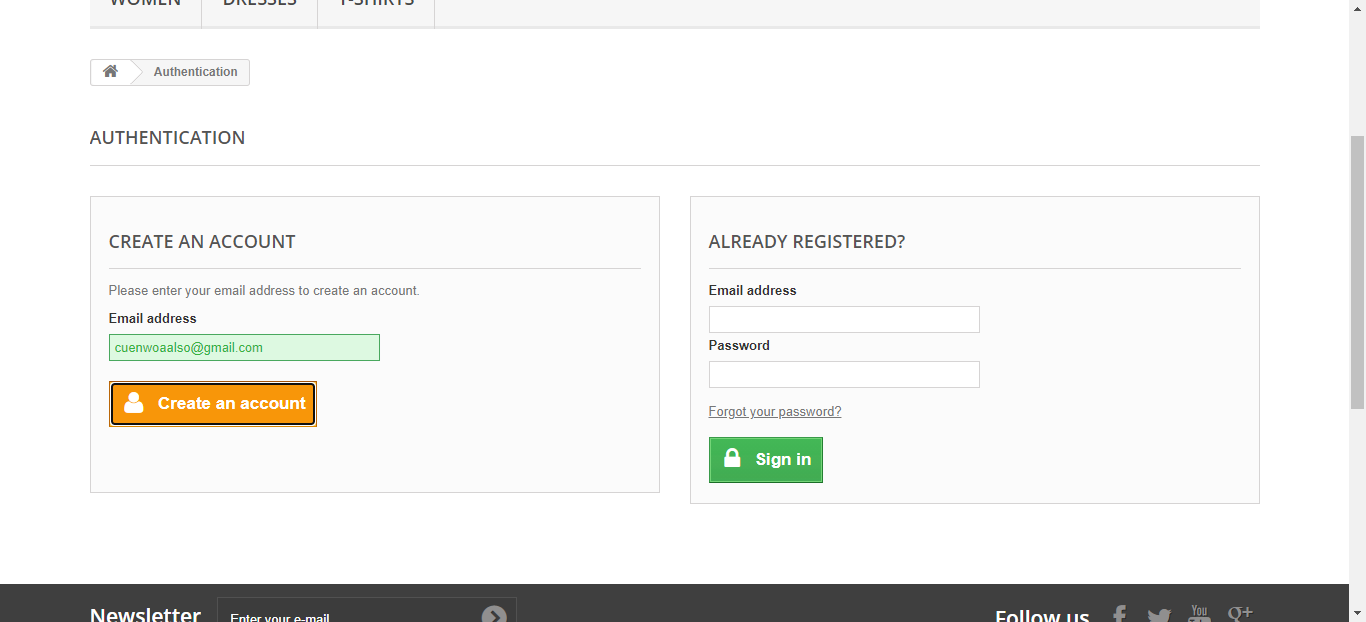 WOMEN DRESSES T-SHIRTS
Authentication
AUTHENTICATION
CREATE AN ACCOUNT
Please enter your email address to create an account.
Email address
cuenwoaalso@gmail.com
Create an account
ALREADY REGISTERED?
Email address
Password
Forgot your password?
Sign in
Newsletter
Enter your e-mail
Follow us
You
g+